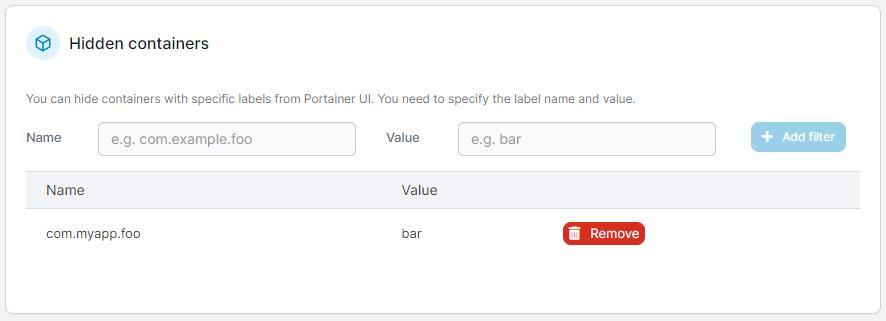 Hidden containers
You can hide containers with specific labels from Portainer UI. You need to specify the label name and value.
Name e.g. com.example.foo Value e.g. bar Add filter
Name Value
com.myapp.foo bar Remove